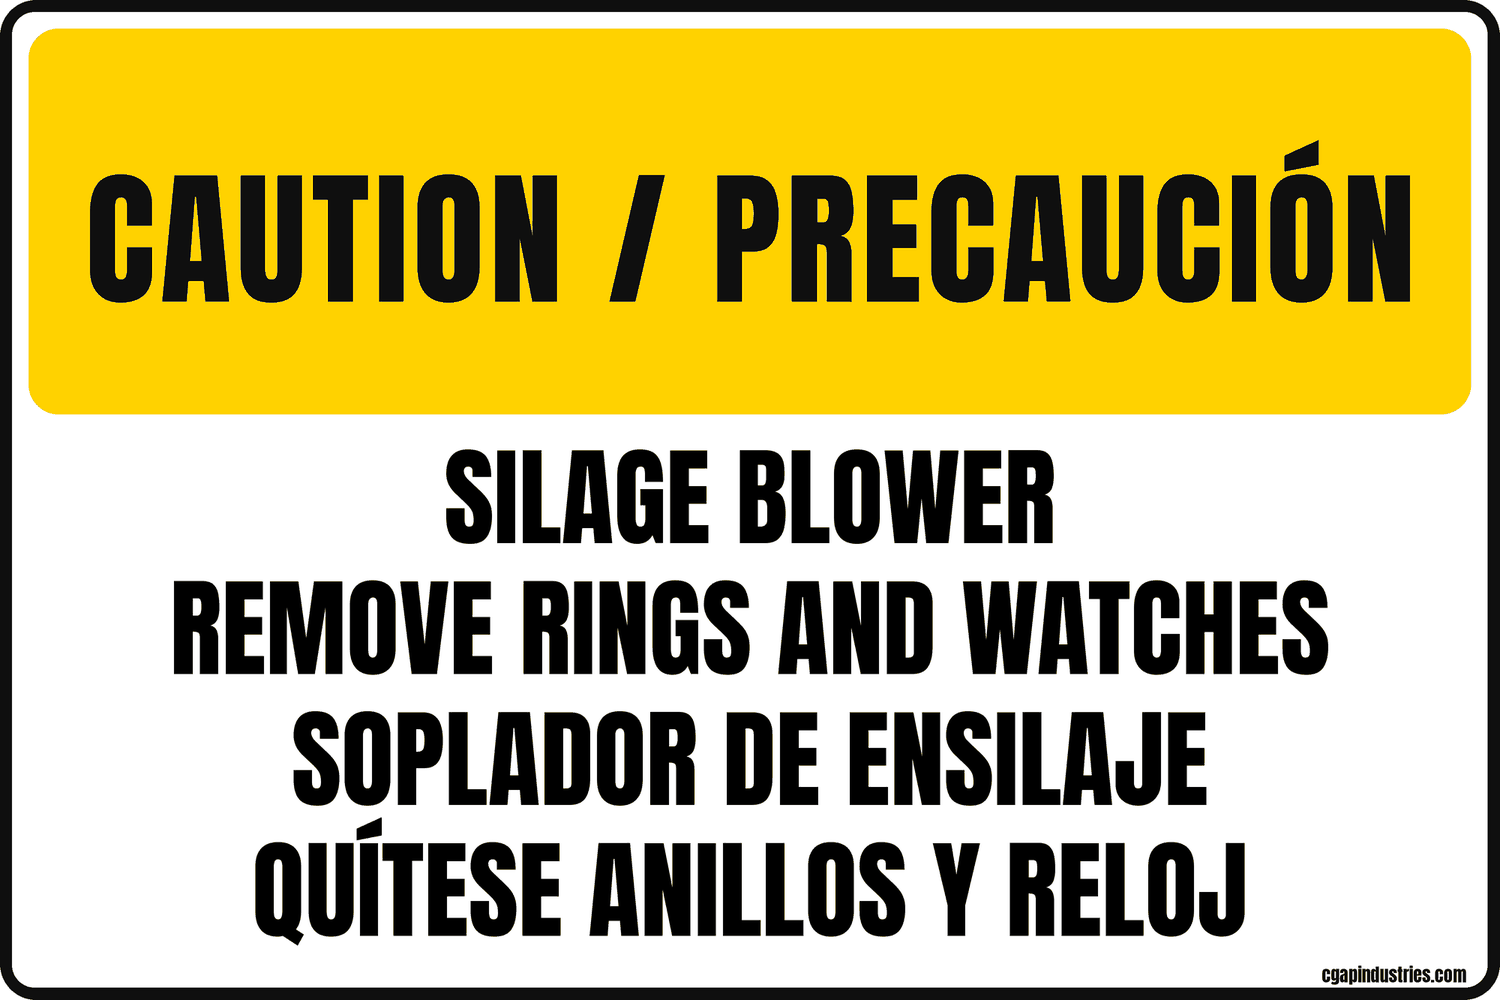 CAUTION / PRECAUCIÓN
SILAGE BLOWER
REMOVE RINGS AND WATCHES
SOPLADOR DE ENSILAJE
QUÍTESE ANILLOS Y RELOJ
cgapindustries.com